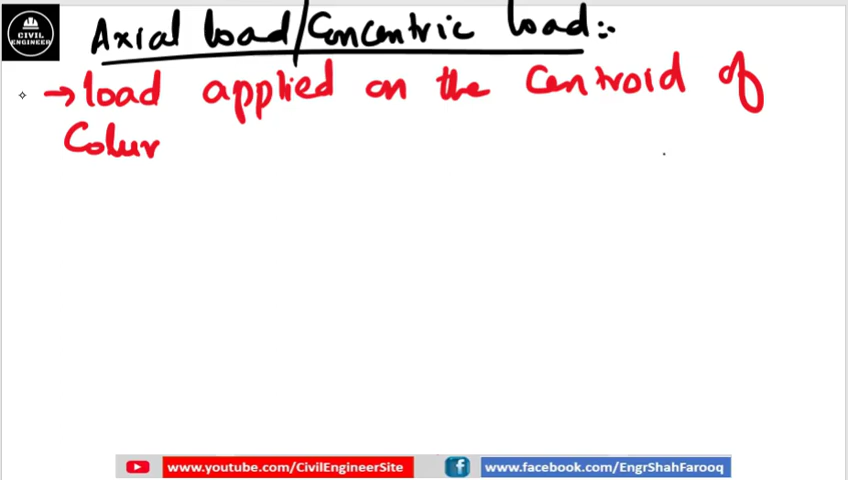 CIVIL
ENGINEER
Axial load/Concentric load:-
→ load applied on the Centroid of
Colur
www.youtube.com/CivilEngineerSite
www.facebook.com/EngrShahFarooq